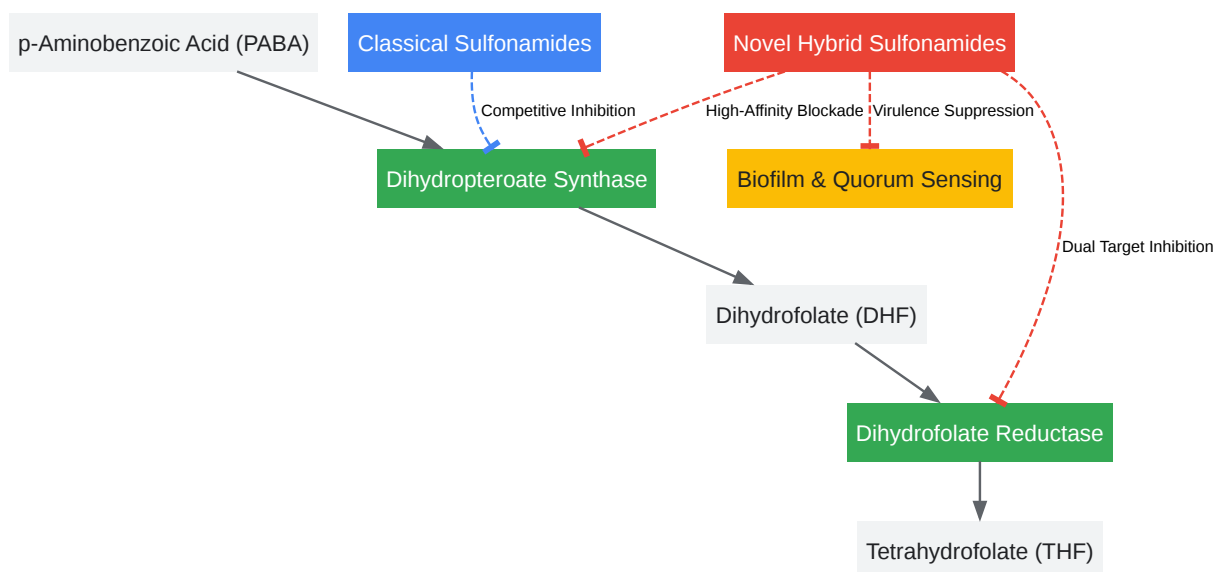 p-Aminobenzoic Acid (PABA)
Classical Sulfonamides
Novel Hybrid Sulfonamides
Competitive Inhibition
High-Affinity Blockade
Virulence Suppression
Dihydropteroate Synthase
Biofilm & Quorum Sensing
Dual Target Inhibition
Dihydrofolate (DHF)
Dihydrofolate Reductase
Tetrahydrofolate (THF)